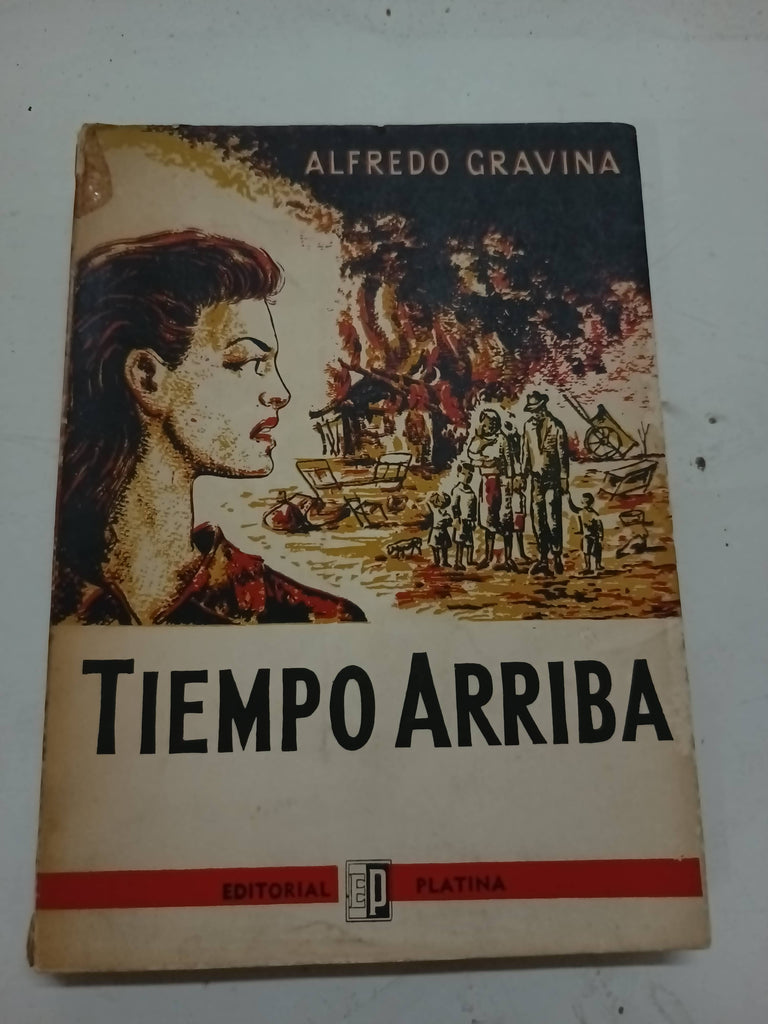 ALFREDO GRAVINA
TIEMPO ARRIBA
EDITORIAL EP PLATINA